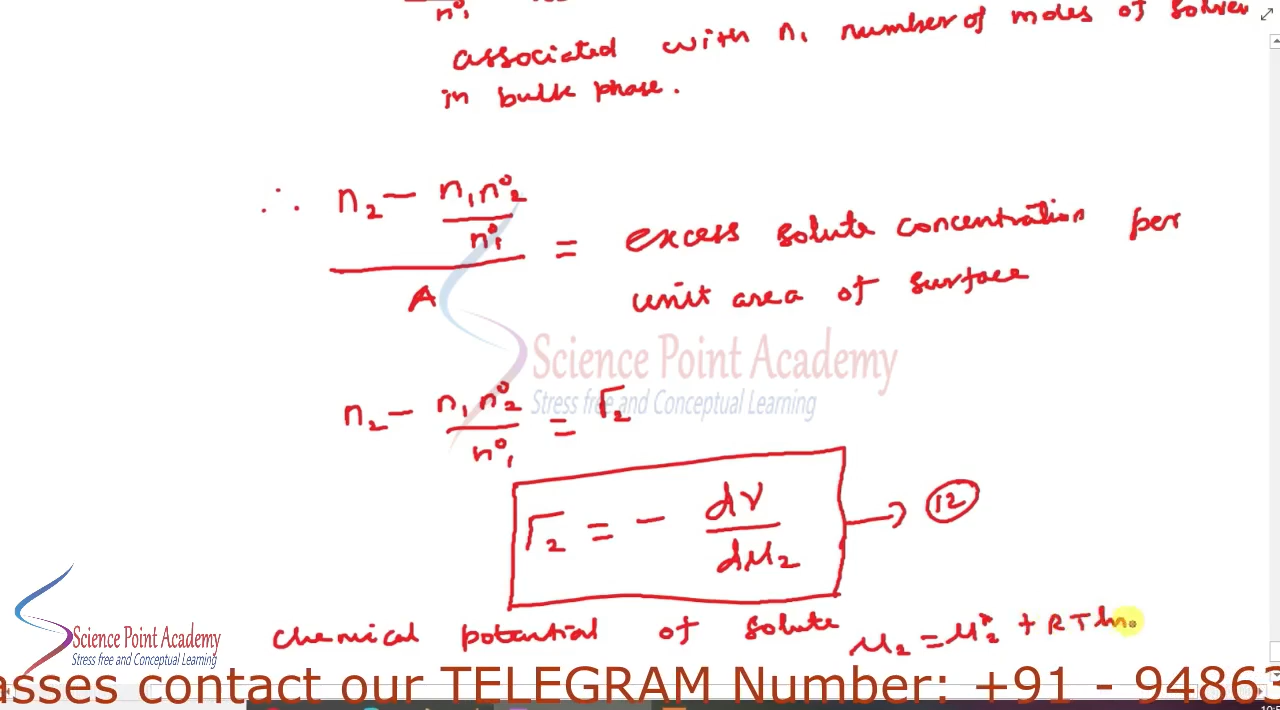 n°₁
associated with n₁ number of moles of solven
in bulk phase.
∴ n₂ - n₁n°₂ / n°₁
A
= excess solute concentration per
unit area of surface
Science Point Academy
Stress free and Conceptual Learning
n₂ - n₁n°₂ / n°₁ = Γ₂
Γ₂ = - dγ / dμ₂ → 12
chemical potential of solute μ₂ = μ₂* + RT ln
Science Point Academy
Stress free and Conceptual Learning
asses contact our TELEGRAM Number: +91 - 9486